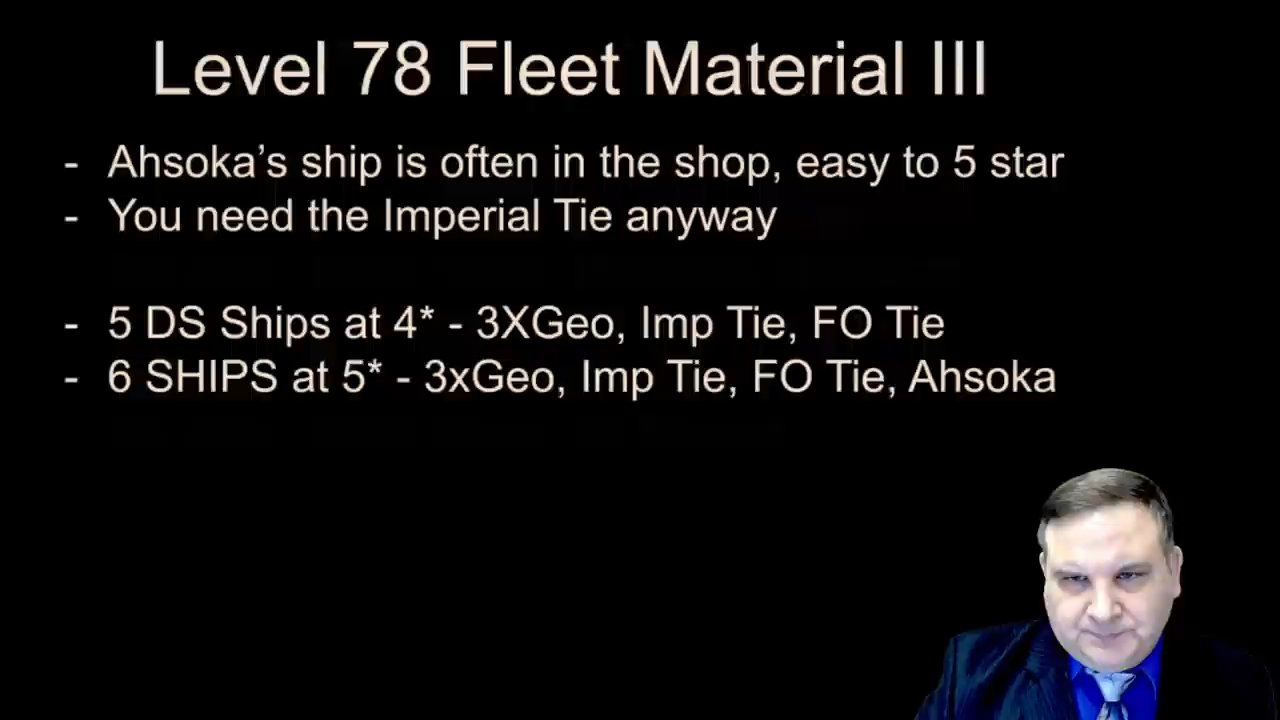 Level 78 Fleet Material III
- Ahsoka’s ship is often in the shop, easy to 5 star
- You need the Imperial Tie anyway
- 5 DS Ships at 4* - 3XGeo, Imp Tie, FO Tie
- 6 SHIPS at 5* - 3xGeo, Imp Tie, FO Tie, Ahsoka